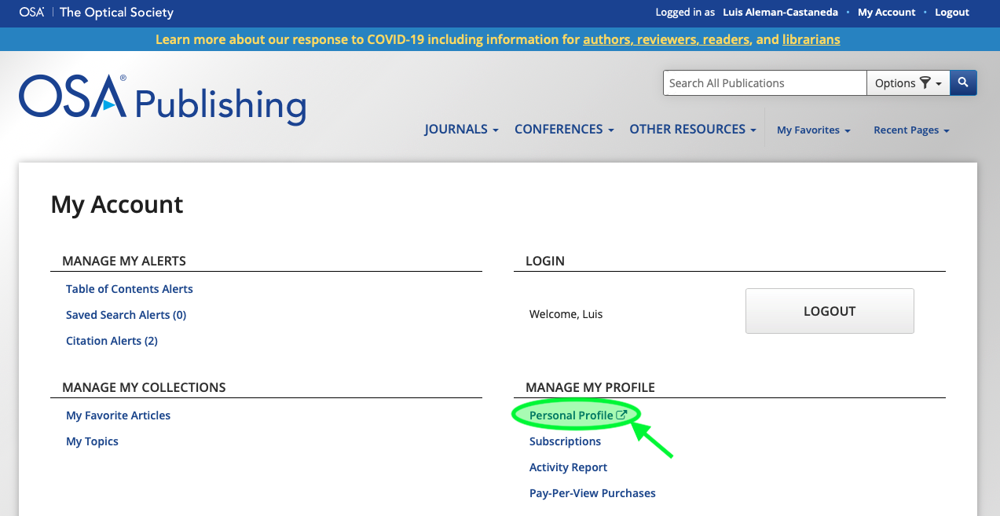 OSA | The Optical Society
Logged in as Luis Aleman-Castaneda • My Account • Logout
Learn more about our response to COVID-19 including information for authors, reviewers, readers, and librarians
OSA® Publishing
Search All Publications
Options
JOURNALS
CONFERENCES
OTHER RESOURCES
My Favorites
Recent Pages
My Account
MANAGE MY ALERTS
Table of Contents Alerts
Saved Search Alerts (0)
Citation Alerts (2)
LOGIN
Welcome, Luis
LOGOUT
MANAGE MY COLLECTIONS
My Favorite Articles
My Topics
MANAGE MY PROFILE
Personal Profile
Subscriptions
Activity Report
Pay-Per-View Purchases